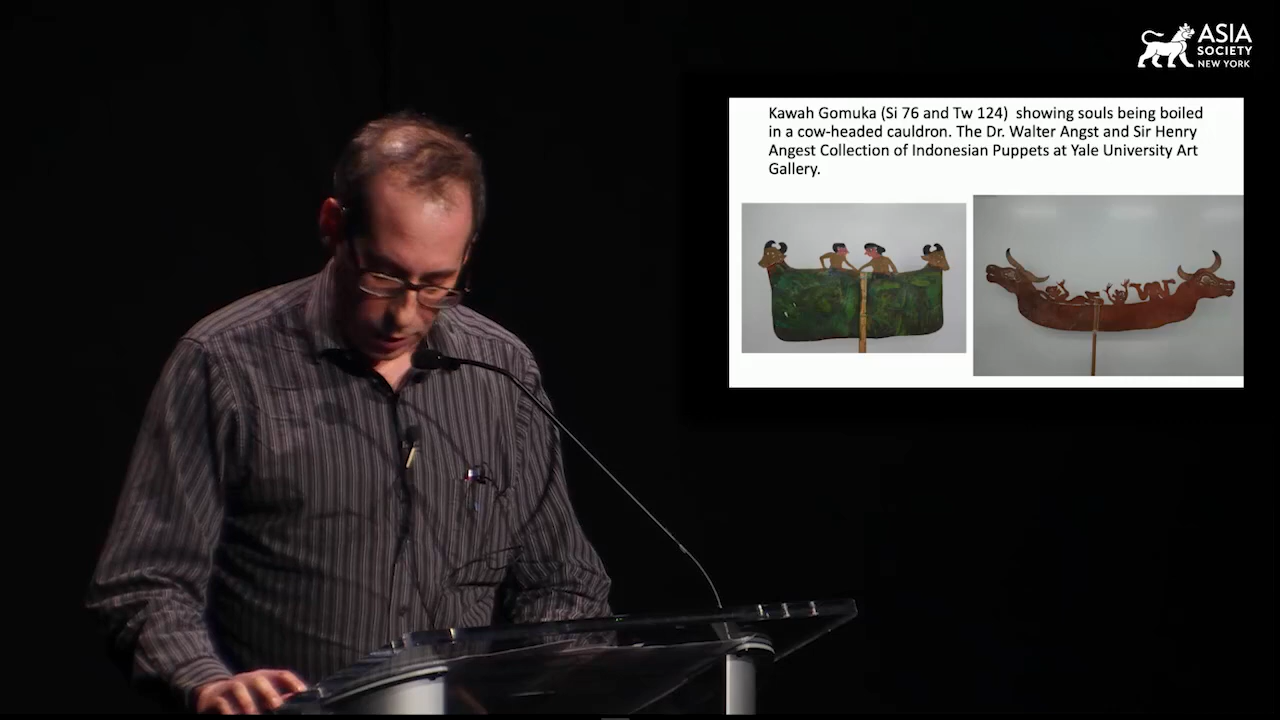 ASIA
SOCIETY
NEW YORK
Kawah Gomuka (Si 76 and Tw 124) showing souls being boiled
in a cow-headed cauldron. The Dr. Walter Angst and Sir Henry
Angest Collection of Indonesian Puppets at Yale University Art
Gallery.